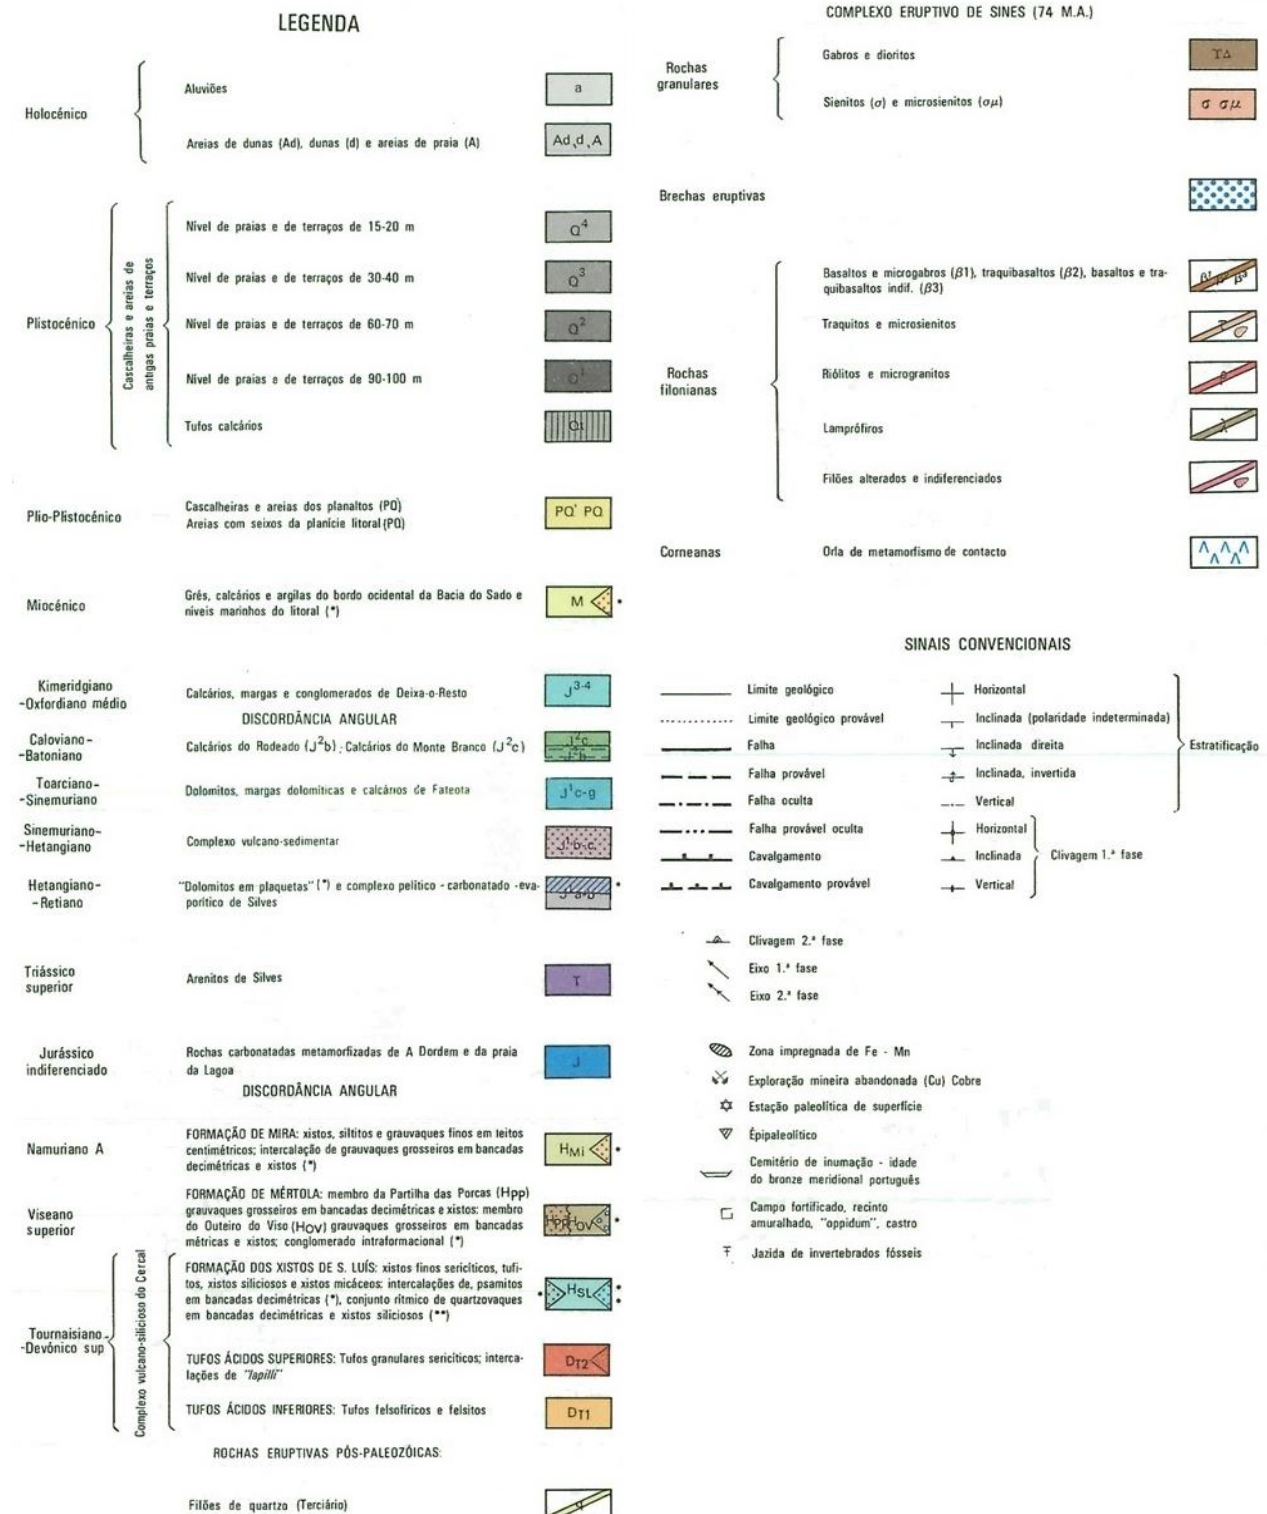 LEGENDA
Holocénico
Aluviões
a
Areias de dunas (Ad), dunas (d) e areias de praia (A)
Ad, d, A
Plistocénico
Cascalheiras e areias de
antigas praias e terraços
Nível de praias e de terraços de 15-20 m
Q⁴
Nível de praias e de terraços de 30-40 m
Q³
Nível de praias e de terraços de 60-70 m
Q²
Nível de praias e de terraços de 90-100 m
Q¹
Tufos calcários
Qt
Plio-Plistocénico
Cascalheiras e areias dos planaltos (PQ')
Areias com seixos da planície litoral (PQ)
PQ' PQ
Miocénico
Grés, calcários e argilas do bordo ocidental da Bacia do Sado e
níveis marinhos do litoral (*)
M
Kimeridgiano
-Oxfordiano médio
Calcários, margas e conglomerados de Deixa-o-Resto
J³⁻⁴
DISCORDÂNCIA ANGULAR
Caloviano-
-Batoniano
Calcários do Rodeado (J²b); Calcários do Monte Branco (J²c)
J²c
J²b
Toarciano-
-Sinemuriano
Dolomitos, margas dolomíticas e calcários de Fateota
J¹c-g
Sinemuriano-
-Hetangiano
Complexo vulcano-sedimentar
J¹b-c
Hetangiano-
-Retiano
"Dolomitos em plaquetas" (*) e complexo pelítico - carbonatado - eva-
porítico de Silves
J¹a-b
Triássico
superior
Arenitos de Silves
T
Jurássico
indiferenciado
Rochas carbonatadas metamorfizadas de A Dordem e da praia
da Lagoa
J
DISCORDÂNCIA ANGULAR
Namuriano A
FORMAÇÃO DE MIRA: xistos, siltitos e grauvaques finos em leitos
centimétricos; intercalação de grauvaques grosseiros em bancadas
decimétricas e xistos (*)
HMi
Viseano
superior
FORMAÇÃO DE MÉRTOLA: membro da Partilha das Porcas (Hpp)
grauvaques grosseiros em bancadas decimétricas e xistos; membro
do Outeiro do Viso (HOV) grauvaques grosseiros em bancadas
métricas e xistos; conglomerado intraformacional (*)
Hpp HOV
Tournaisiano-
-Devónico sup
Complexo vulcano-silicioso do Cercal
FORMAÇÃO DOS XISTOS DE S. LUÍS: xistos finos sericíticos, tufi-
tos, xistos siliciosos e xistos micáceos; intercalações de, psamitos
em bancadas decimétricas (*), conjunto rítmico de quartzovaques
em bancadas decimétricas e xistos siliciosos (**)
HSL
TUFOS ÁCIDOS SUPERIORES: Tufos granulares sericíticos; interca-
lações de "lapilli"
DT2
TUFOS ÁCIDOS INFERIORES: Tufos felsofíricos e felsitos
DT1
ROCHAS ERUPTIVAS PÓS-PALEOZÓICAS:
Filões de quartzo (Terciário)
q
COMPLEXO ERUPTIVO DE SINES (74 M.A.)
Rochas
granulares
Gabros e dioritos
ϒΔ
Sienitos (σ) e microsienitos (σμ)
σ σμ
Brechas eruptivas
Rochas
filonianas
Basaltos e microgabros (β1), traquibasaltos (β2), basaltos e tra-
quibasaltos indif. (β3)
β¹ β² β³
Traquitos e microsienitos
τ
Riólitos e microgranitos
ρ
Lamprófiros
λ
Filões alterados e indiferenciados
Corneanas
Orla de metamorfismo de contacto
SINAIS CONVENCIONAIS
Limite geológico
Limite geológico provável
Falha
Falha provável
Falha oculta
Falha provável oculta
Cavalgamento
Cavalgamento provável
Horizontal
Inclinada (polaridade indeterminada)
Inclinada direita
Inclinada, invertida
Vertical
Estratificação
Horizontal
Inclinada
Vertical
Clivagem 1.ª fase
Clivagem 2.ª fase
Eixo 1.ª fase
Eixo 2.ª fase
Zona impregnada de Fe - Mn
Exploração mineira abandonada (Cu) Cobre
Estação paleolítica de superfície
Épipaleolítico
Cemitério de inumação - idade
do bronze meridional português
Campo fortificado, recinto
amuralhado, "oppidum", castro
Jazida de invertebrados fósseis